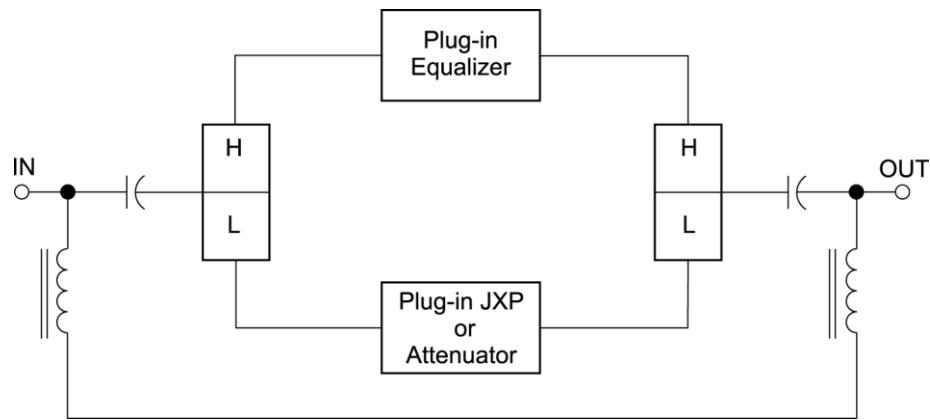 Plug-in
Equalizer
H
H
IN
OUT
L
L
Plug-in JXP
or
Attenuator